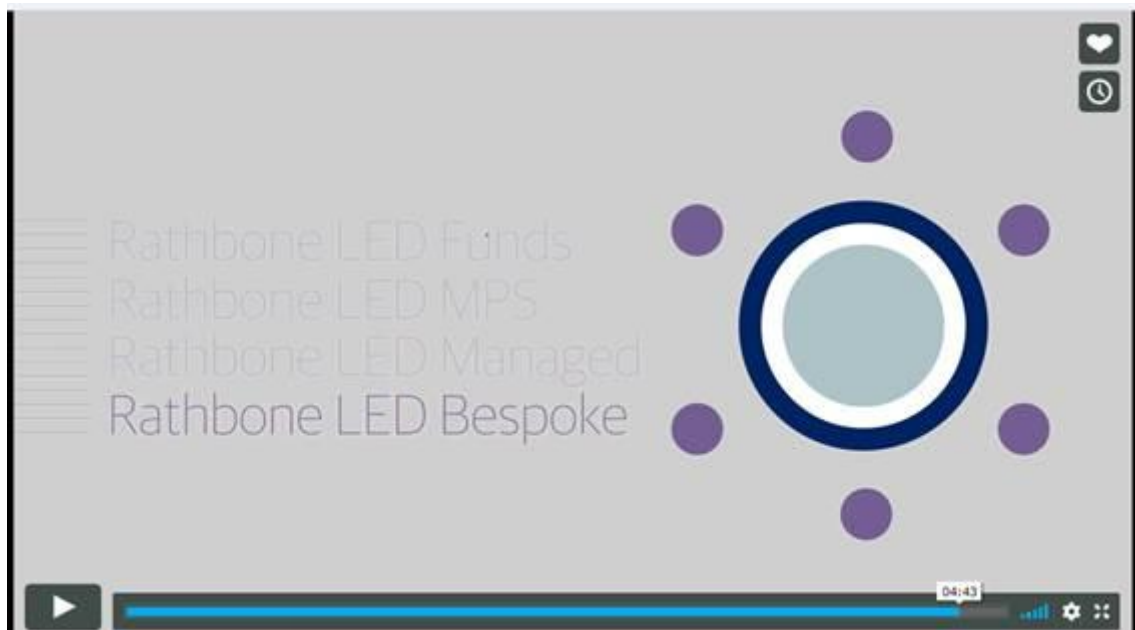 Rathbone LED Funds
Rathbone LED MPS
Rathbone LED Managed
Rathbone LED Bespoke
04:43